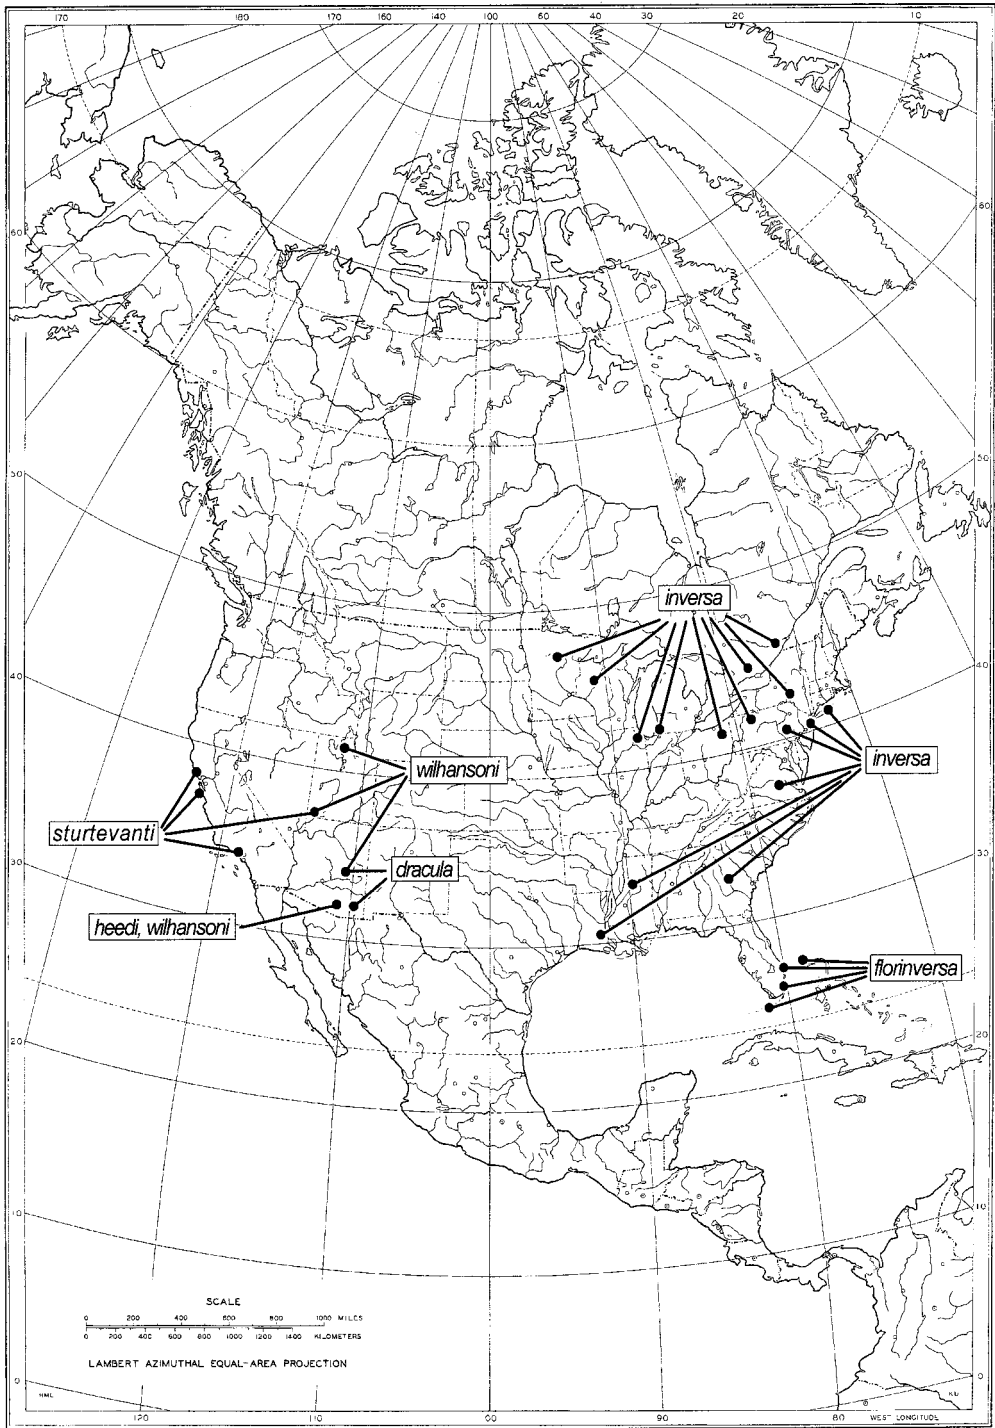 170 180 170 160 140 100 60 40 30 20 10
60 60
50 50
inversa
40 40
inversa
wilhansoni
sturtevanti
30 30
dracula
heedi, wilhansoni
florinversa
20 20
10 10
SCALE
0 200 400 600 800 1000 MILES
0 200 400 600 800 1000 1200 1400 KILOMETERS
LAMBERT AZIMUTHAL EQUAL-AREA PROJECTION
0 0
120 110 100 90 80 WEST LONGITUDE